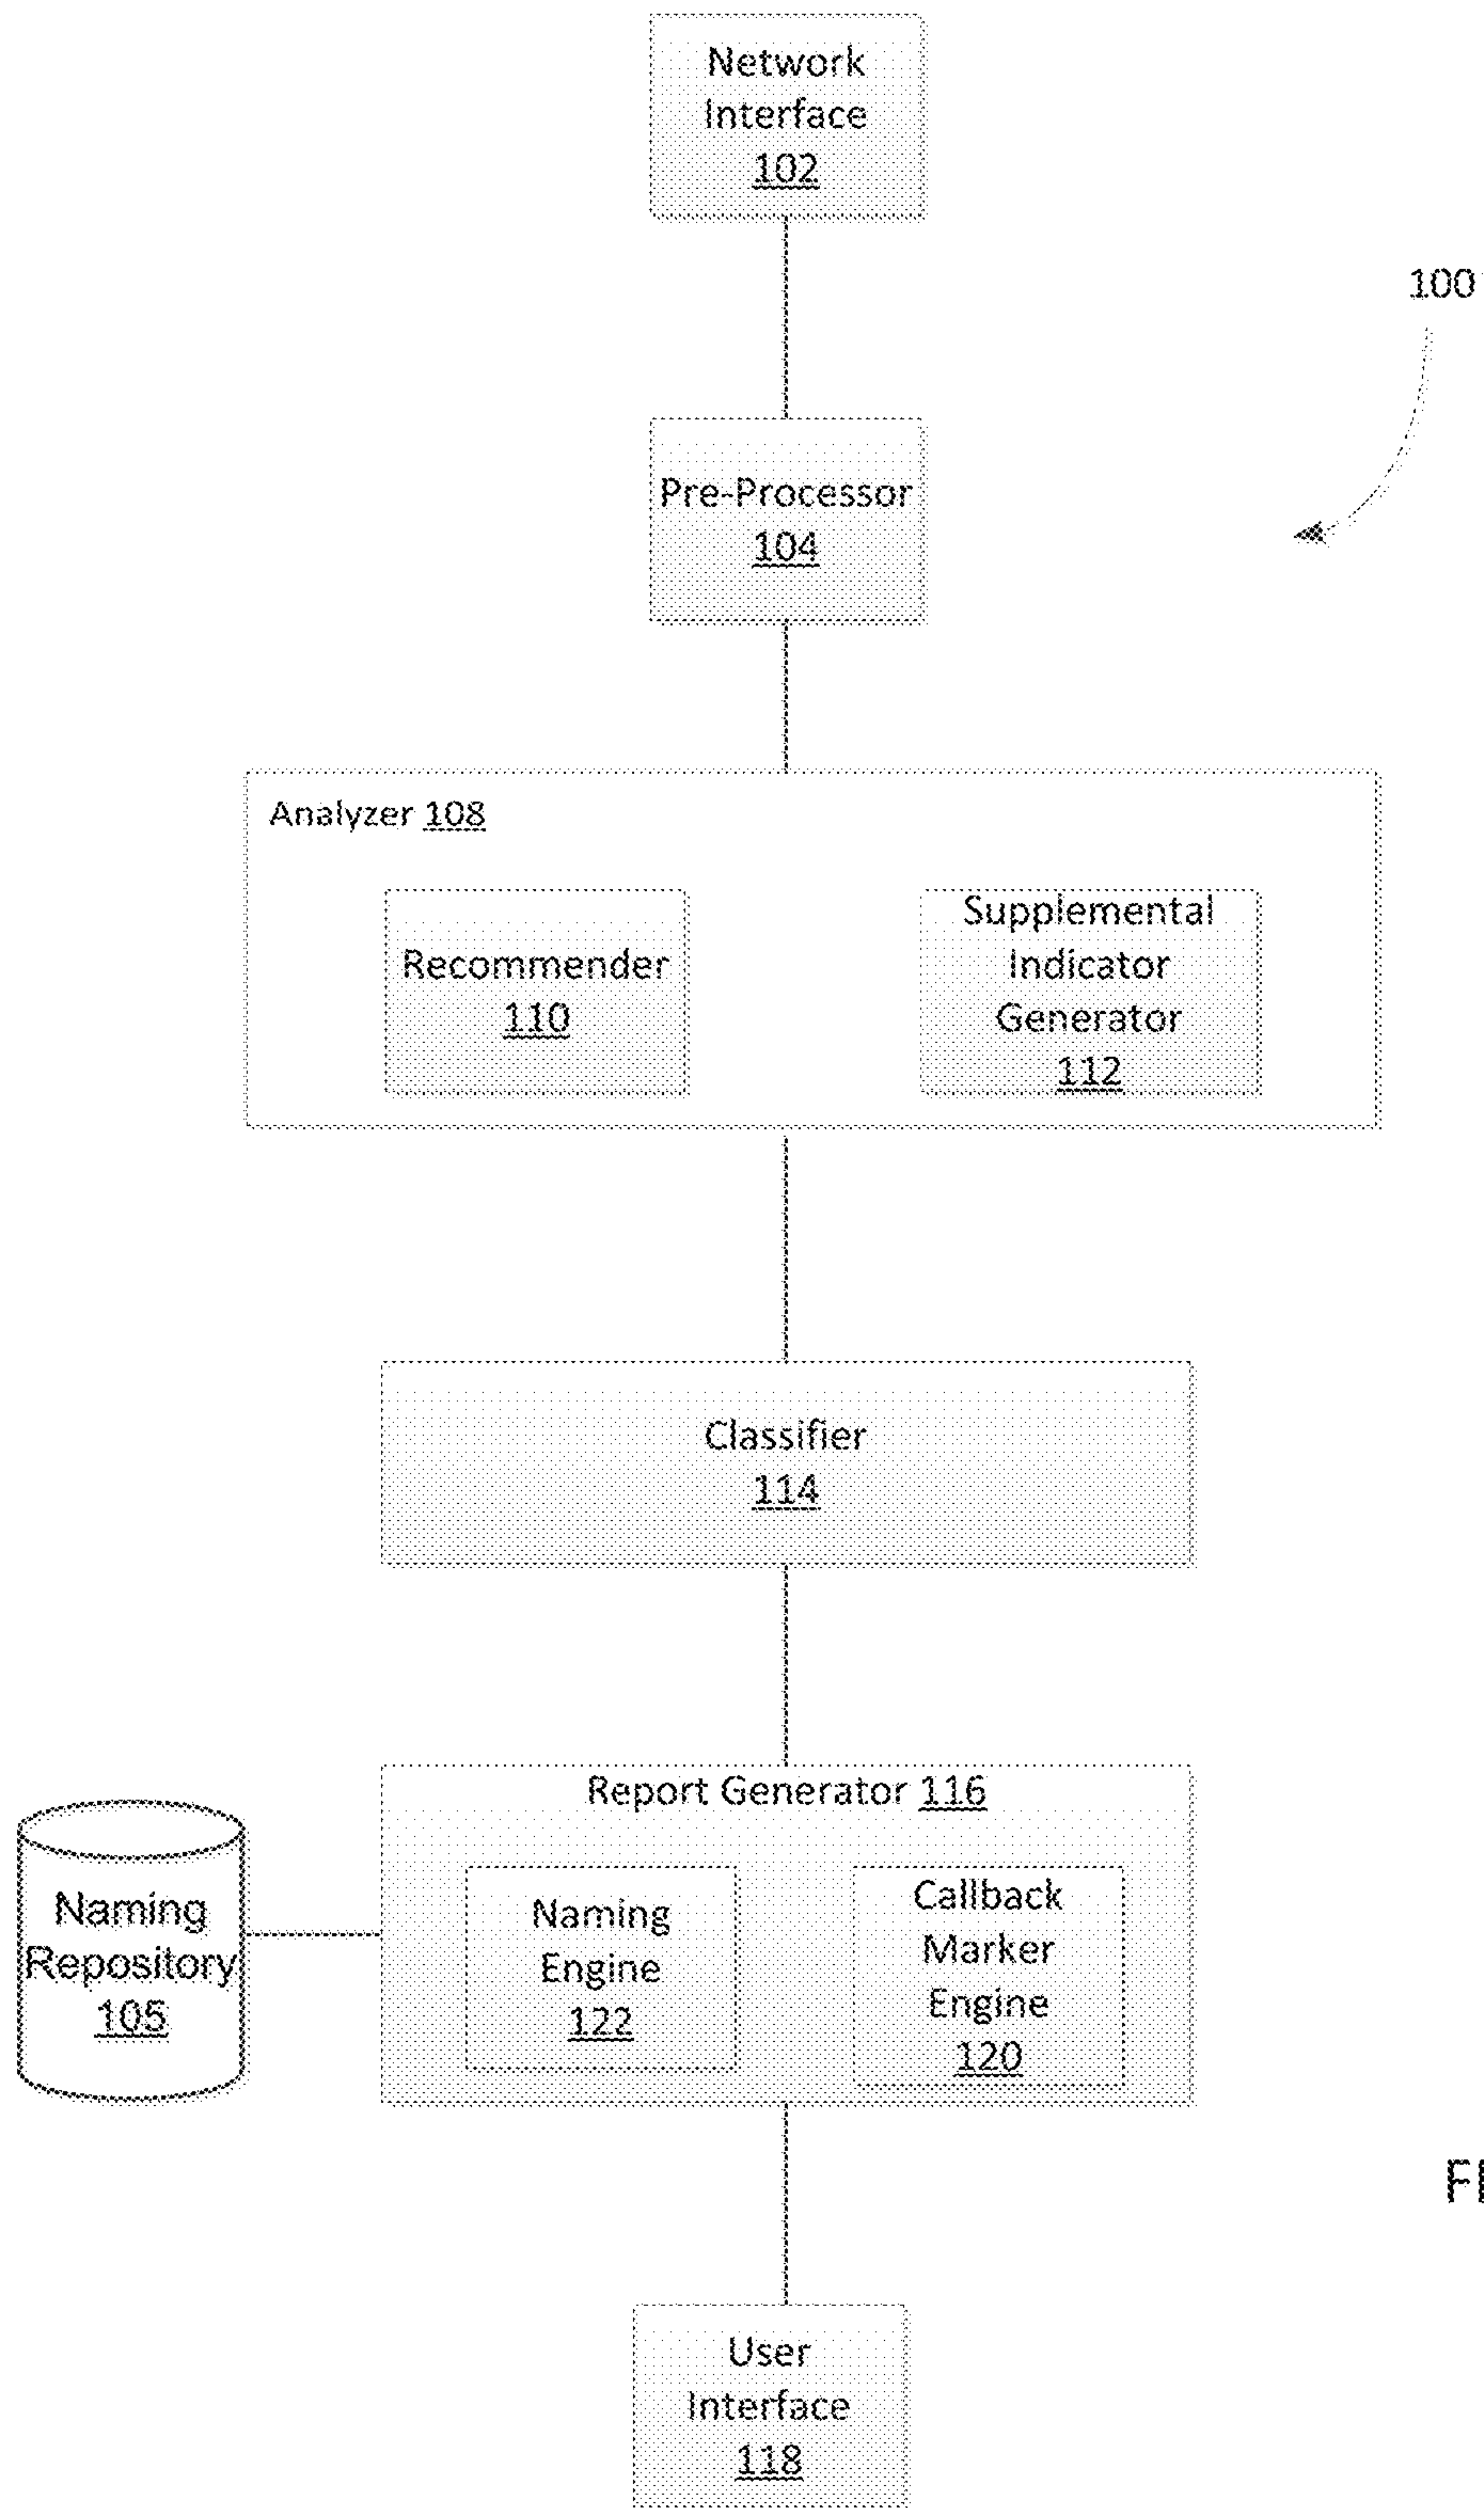 Network
Interface
102
100
Pre-Processor
104
Analyzer 108
Recommender
110
Supplemental
Indicator
Generator
112
Classifier
114
Report Generator 116
Naming
Repository
105
Naming
Engine
122
Callback
Marker
Engine
120
User
Interface
118